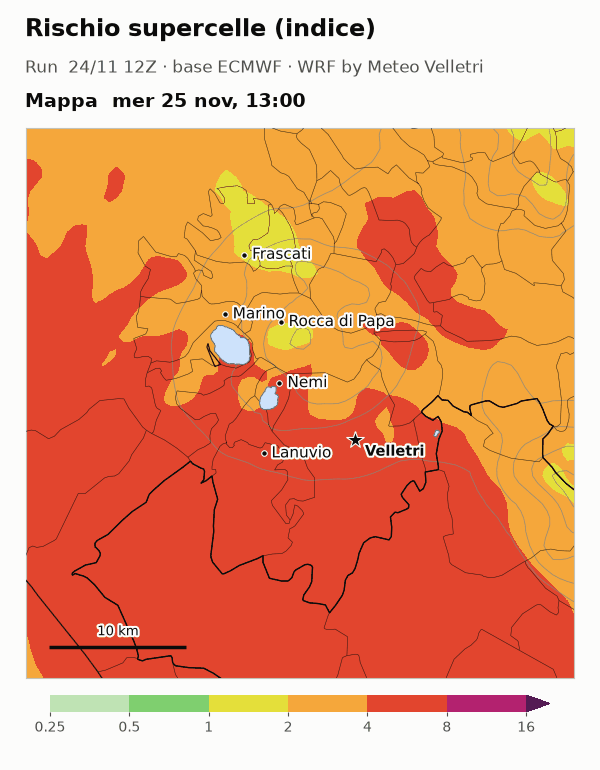 Rischio supercelle (indice)
Run  24/11 12Z · base ECMWF · WRF by Meteo Velletri
Mappa  mer 25 nov, 13:00
Frascati
Marino
Rocca di Papa
Nemi
Velletri
Lanuvio
10 km
0.25 0.5 1 2 4 8 16